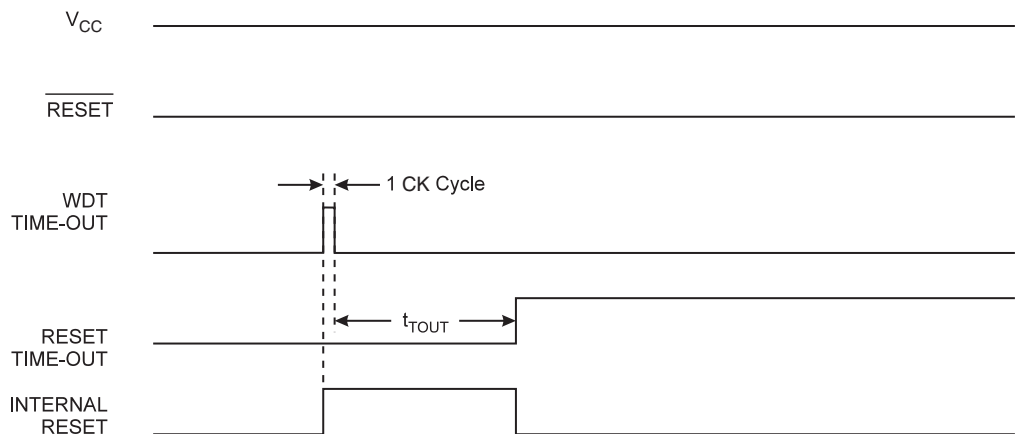 VCC
RESET
1 CK Cycle
WDT
TIME-OUT
tTOUT
RESET
TIME-OUT
INTERNAL
RESET